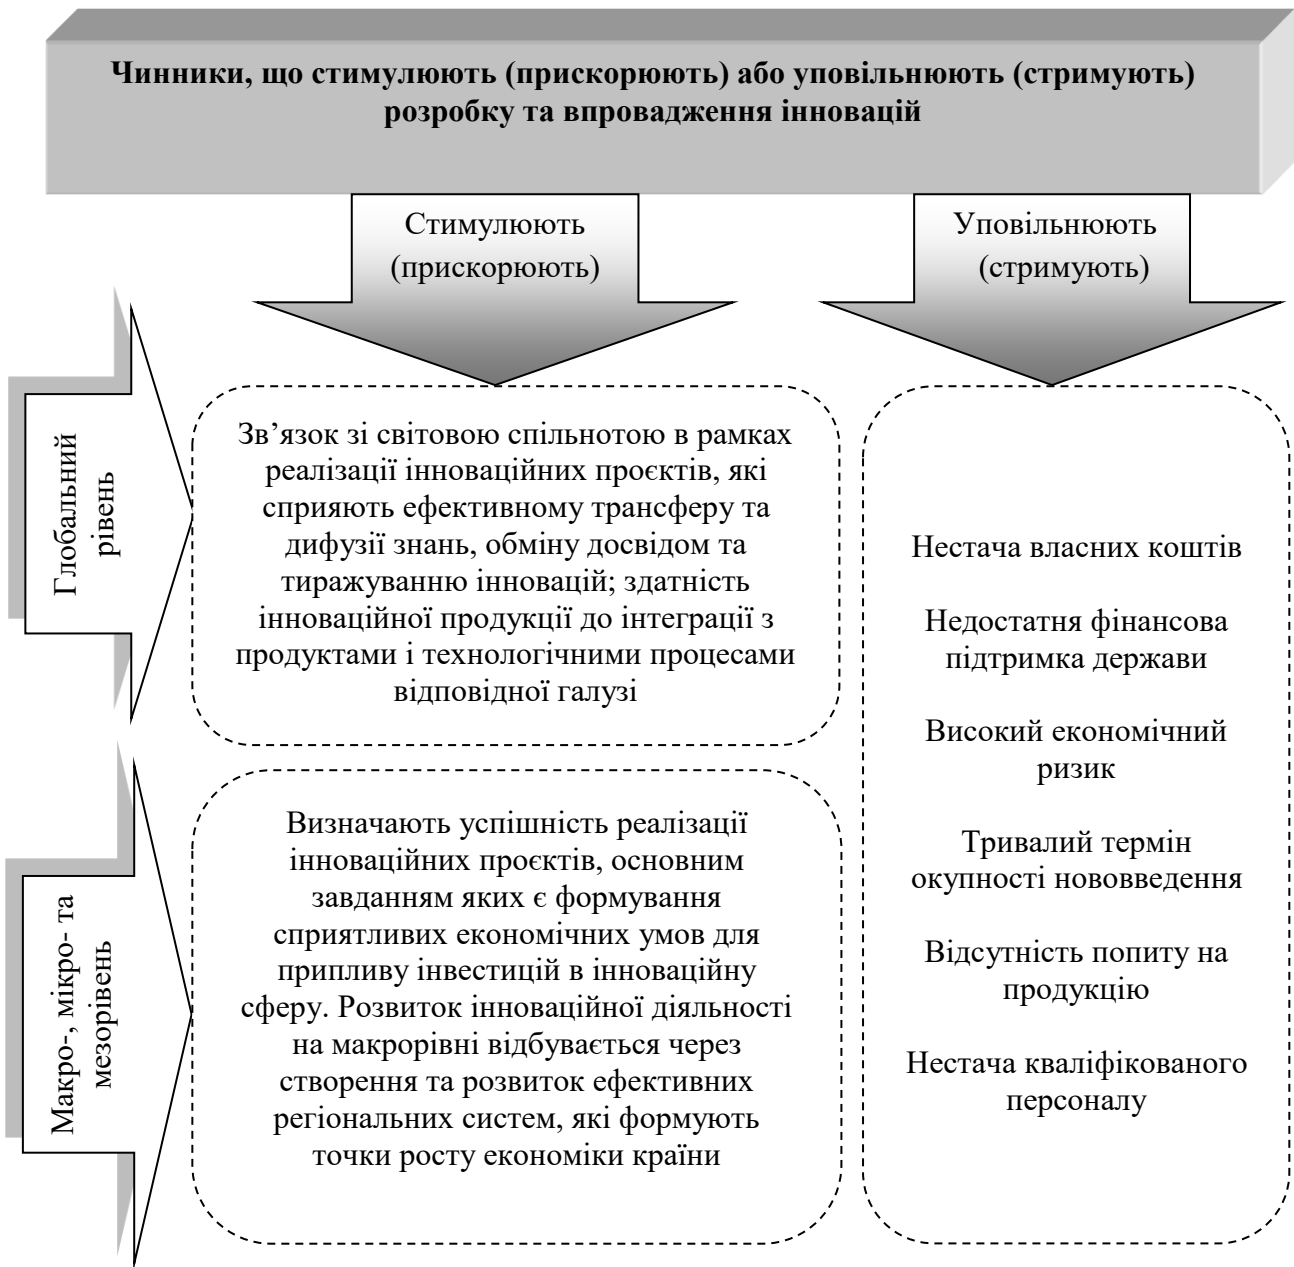 Чинники, що стимулюють (прискорюють) або уповільнюють (стримують)
розробку та впровадження інновацій
Стимулюють
(прискорюють)
Уповільнюють
(стримують)
Глобальний
рівень
Зв’язок зі світовою спільнотою в рамках
реалізації інноваційних проєктів, які
сприяють ефективному трансферу та
дифузії знань, обміну досвідом та
тиражуванню інновацій; здатність
інноваційної продукції до інтеграції з
продуктами і технологічними процесами
відповідної галузі
Макро-, мікро- та
мезорівень
Визначають успішність реалізації
інноваційних проєктів, основним
завданням яких є формування
сприятливих економічних умов для
припливу інвестицій в інноваційну
сферу. Розвиток інноваційної діяльності
на макрорівні відбувається через
створення та розвиток ефективних
регіональних систем, які формують
точки росту економіки країни
Нестача власних коштів
Недостатня фінансова
підтримка держави
Високий економічний
ризик
Тривалий термін
окупності нововведення
Відсутність попиту на
продукцію
Нестача кваліфікованого
персоналу